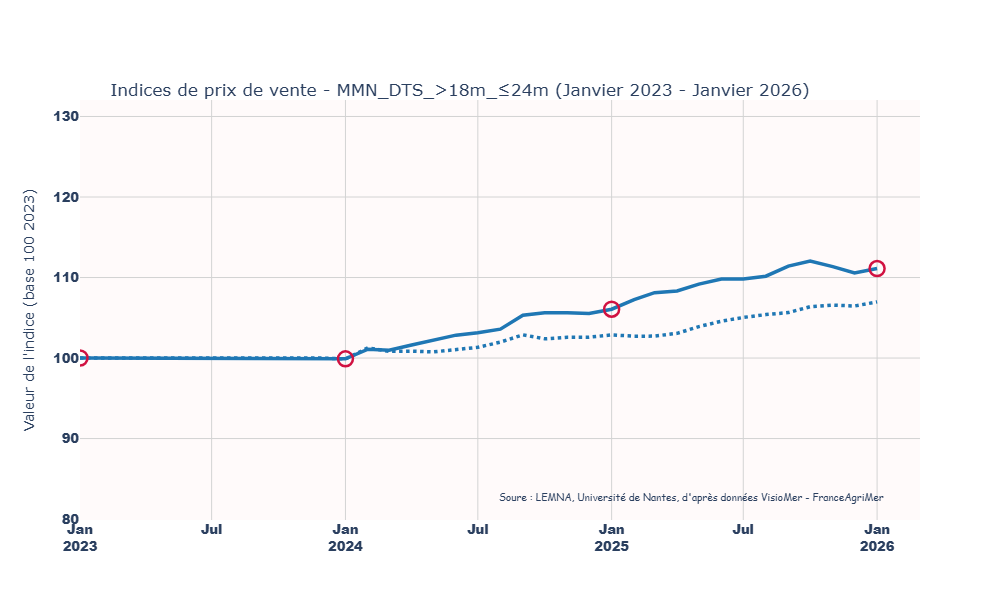 Indices de prix de vente - MMN_DTS_>18m_≤24m (Janvier 2023 - Janvier 2026)
Valeur de l'indice (base 100 2023)
130
120
110
100
90
80
Soure : LEMNA, Université de Nantes, d'après données VisioMer - FranceAgriMer
Jan Jul Jan Jul Jan Jul Jan
2023 2024 2025 2026